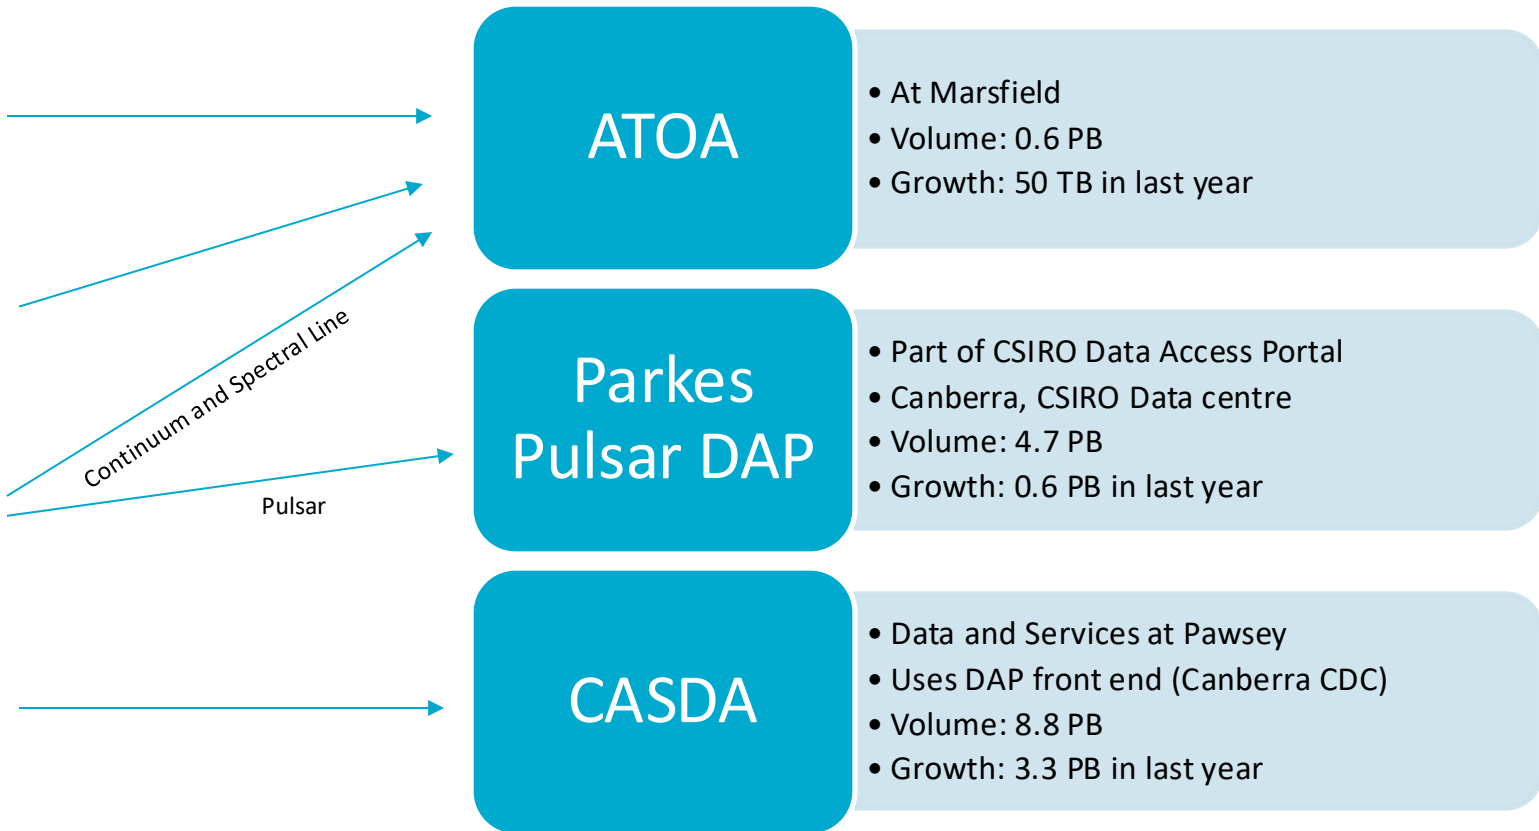 ATOA
• At Marsfield
• Volume: 0.6 PB
• Growth: 50 TB in last year
Continuum and Spectral Line
Pulsar
Parkes
Pulsar DAP
• Part of CSIRO Data Access Portal
• Canberra, CSIRO Data centre
• Volume: 4.7 PB
• Growth: 0.6 PB in last year
CASDA
• Data and Services at Pawsey
• Uses DAP front end (Canberra CDC)
• Volume: 8.8 PB
• Growth: 3.3 PB in last year